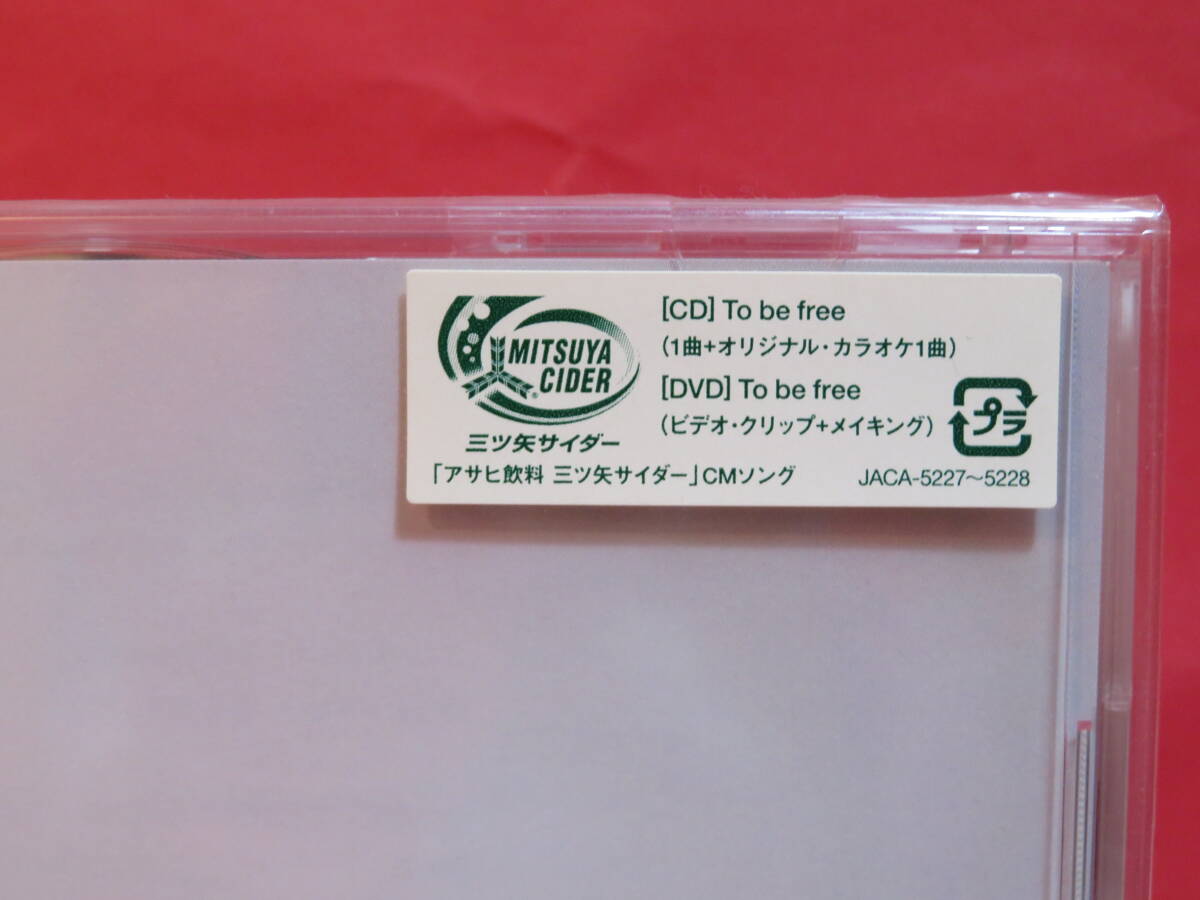 MITSUYA
CIDER
三ツ矢サイダー
[CD] To be free
(1曲+オリジナル・カラオケ1曲)
[DVD] To be free
(ビデオ・クリップ+メイキング)
プラ
「アサヒ飲料 三ツ矢サイダー」CMソング
JACA-5227〜5228